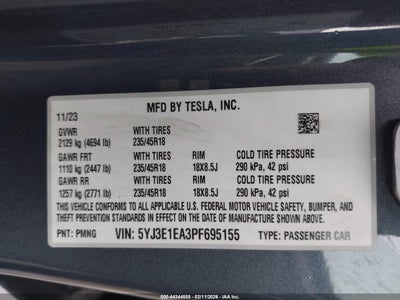 MFD BY TESLA, INC.
11/23
GVWR WITH TIRES
2129 kg (4694 lb) 235/45R18
GAWR FRT WITH TIRES RIM COLD TIRE PRESSURE
1110 kg (2447 lb) 235/45R18 18X8.5J 290 kPa, 42 psi
GAWR RR WITH TIRES RIM COLD TIRE PRESSURE
1257 kg (2771 lb) 235/45R18 18X8.5J 290 kPa, 42 psi
THIS VEHICLE CONFORMS TO ALL APPLICABLE
U.S. FEDERAL MOTOR VEHICLE SAFETY, BUMPER, AND
THEFT PREVENTION STANDARDS IN EFFECT ON THE
DATE OF MANUFACTURE SHOWN ABOVE.
PNT: PMNG VIN: 5YJ3E1EA3PF695155 TYPE: PASSENGER CAR
© 000-44344555 - 02/11/2026 - IAAI